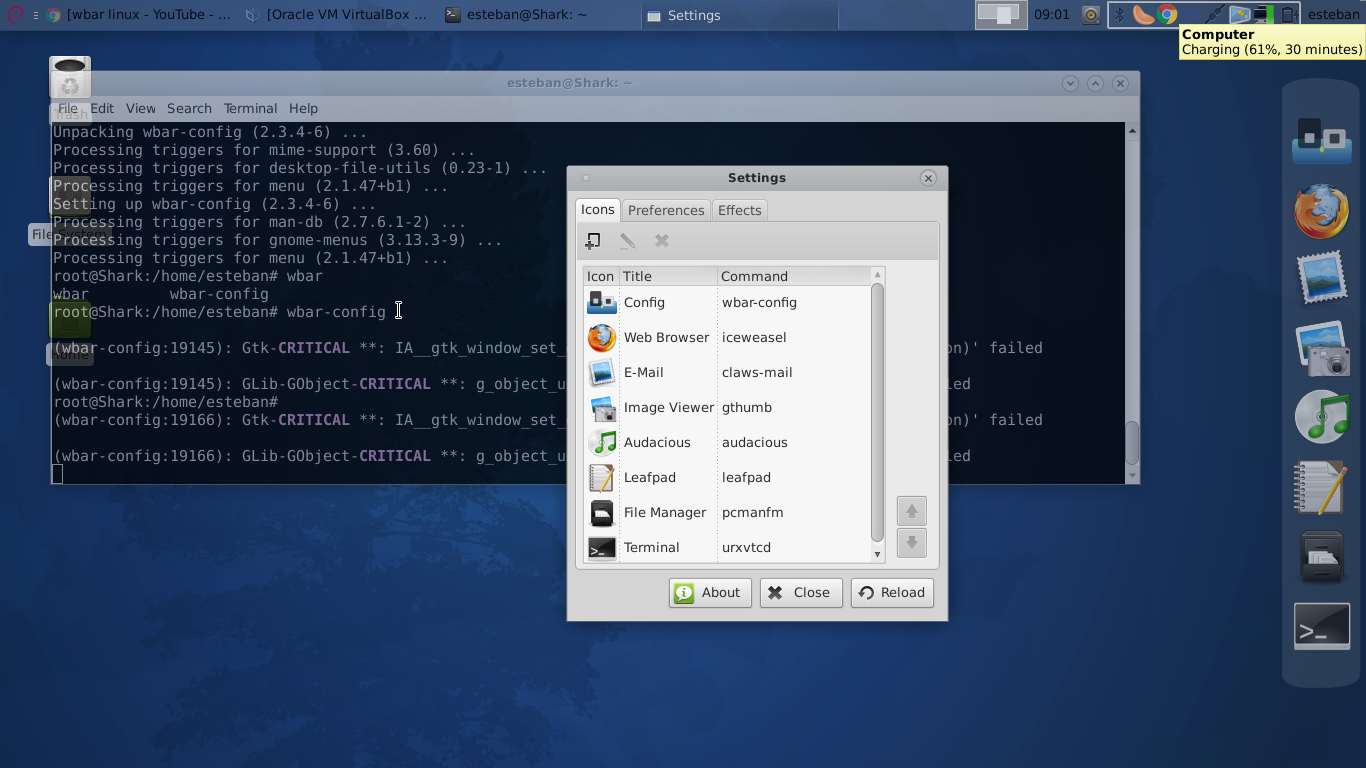 [wbar linux - YouTube - ...
[Oracle VM VirtualBox ...
esteban@Shark: ~
Settings
09:01
esteban
Computer
Charging (61%, 30 minutes)
esteban@Shark: ~
File Edit View Search Terminal Help
Trash
File System
Home
Unpacking wbar-config (2.3.4-6) ...
Processing triggers for mime-support (3.60) ...
Processing triggers for desktop-file-utils (0.23-1) ...
Processing triggers for menu (2.1.47+b1) ...
Setting up wbar-config (2.3.4-6) ...
Processing triggers for man-db (2.7.6.1-2) ...
Processing triggers for gnome-menus (3.13.3-9) ...
Processing triggers for menu (2.1.47+b1) ...
root@Shark:/home/esteban# wbar
wbar wbar-config
root@Shark:/home/esteban# wbar-config
(wbar-config:19145): Gtk-CRITICAL **: IA__gtk_window_set_ on)' failed
(wbar-config:19145): GLib-GObject-CRITICAL **: g_object_u led
root@Shark:/home/esteban#
(wbar-config:19166): Gtk-CRITICAL **: IA__gtk_window_set_ on)' failed
(wbar-config:19166): GLib-GObject-CRITICAL **: g_object_u led
Settings
Icons Preferences Effects
Icon Title Command
Config wbar-config
Web Browser iceweasel
E-Mail claws-mail
Image Viewer gthumb
Audacious audacious
Leafpad leafpad
File Manager pcmanfm
Terminal urxvtcd
About Close Reload